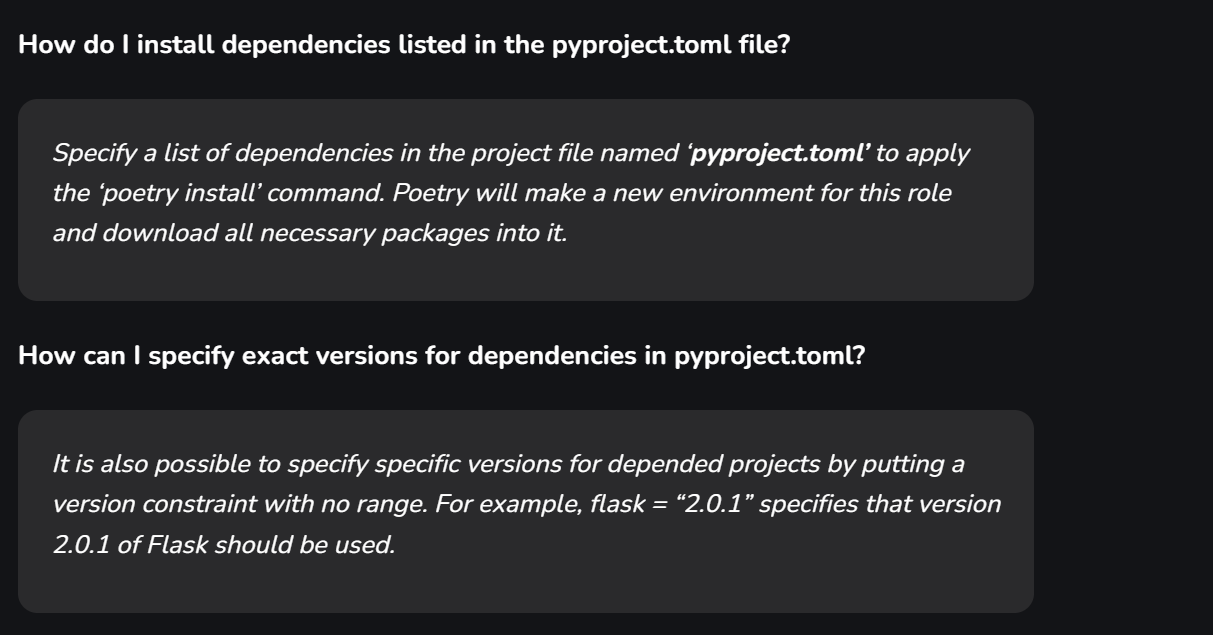 How do I install dependencies listed in the pyproject.toml file?
Specify a list of dependencies in the project file named ‘pyproject.toml’ to apply
the ‘poetry install’ command. Poetry will make a new environment for this role
and download all necessary packages into it.
How can I specify exact versions for dependencies in pyproject.toml?
It is also possible to specify specific versions for depended projects by putting a
version constraint with no range. For example, flask = “2.0.1” specifies that version
2.0.1 of Flask should be used.